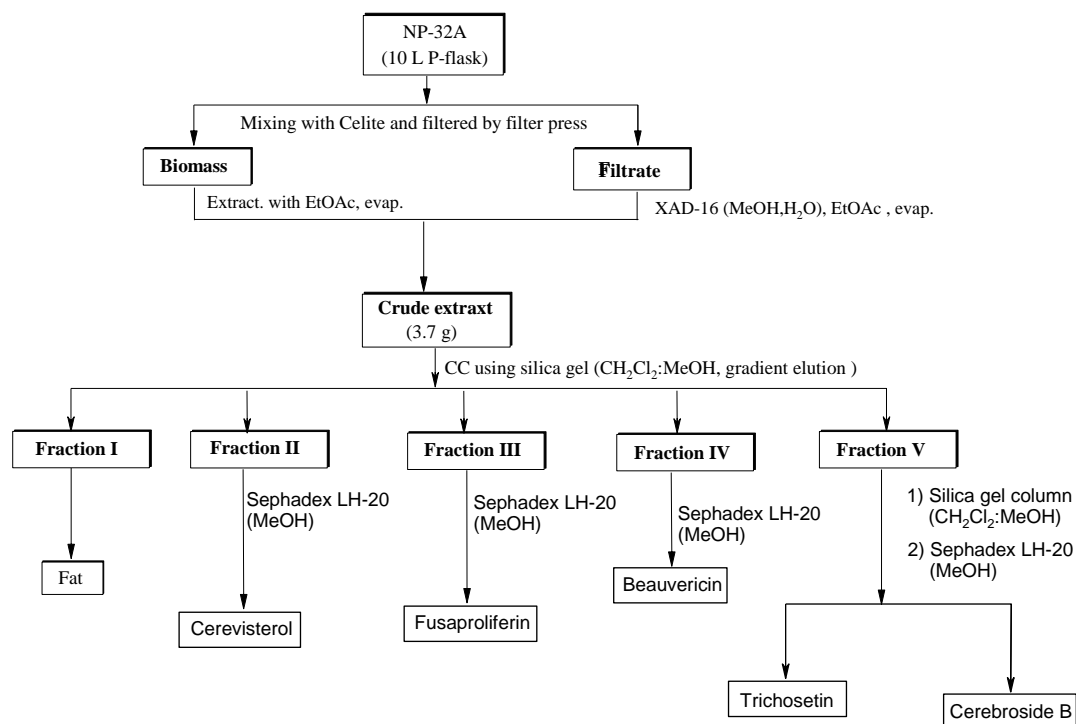 NP-32A
(10 L P-flask)
Mixing with Celite and filtered by filter press
Biomass
Filtrate
Extract. with EtOAc, evap.
XAD-16 (MeOH,H₂O), EtOAc , evap.
Crude extraxt
(3.7 g)
CC using silica gel (CH₂Cl₂:MeOH, gradient elution )
Fraction I
Fraction II
Fraction III
Fraction IV
Fraction V
Sephadex LH-20
(MeOH)
Sephadex LH-20
(MeOH)
Sephadex LH-20
(MeOH)
1) Silica gel column
(CH₂Cl₂:MeOH)
2) Sephadex LH-20
(MeOH)
Fat
Cerevisterol
Fusaproliferin
Beauvericin
Trichosetin
Cerebroside B